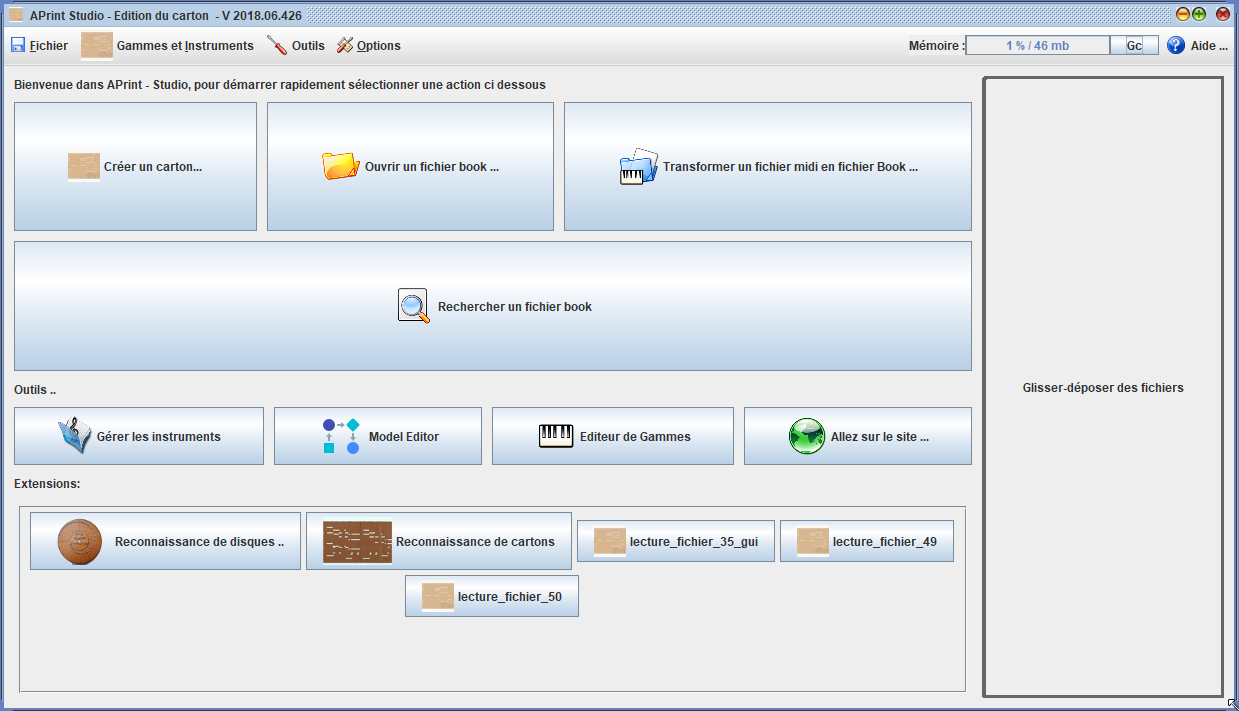 APrint Studio - Edition du carton - V 2018.06.426
Fichier Gammes et Instruments Outils Options Mémoire : 1 % / 46 mb Gc Aide ...
Bienvenue dans APrint - Studio, pour démarrer rapidement sélectionner une action ci dessous
Créer un carton... Ouvrir un fichier book ... Transformer un fichier midi en fichier Book ...
Rechercher un fichier book
Glisser-déposer des fichiers
Outils ..
Gérer les instruments Model Editor Editeur de Gammes Allez sur le site ...
Extensions:
Reconnaissance de disques .. Reconnaissance de cartons lecture_fichier_35_gui lecture_fichier_49
lecture_fichier_50